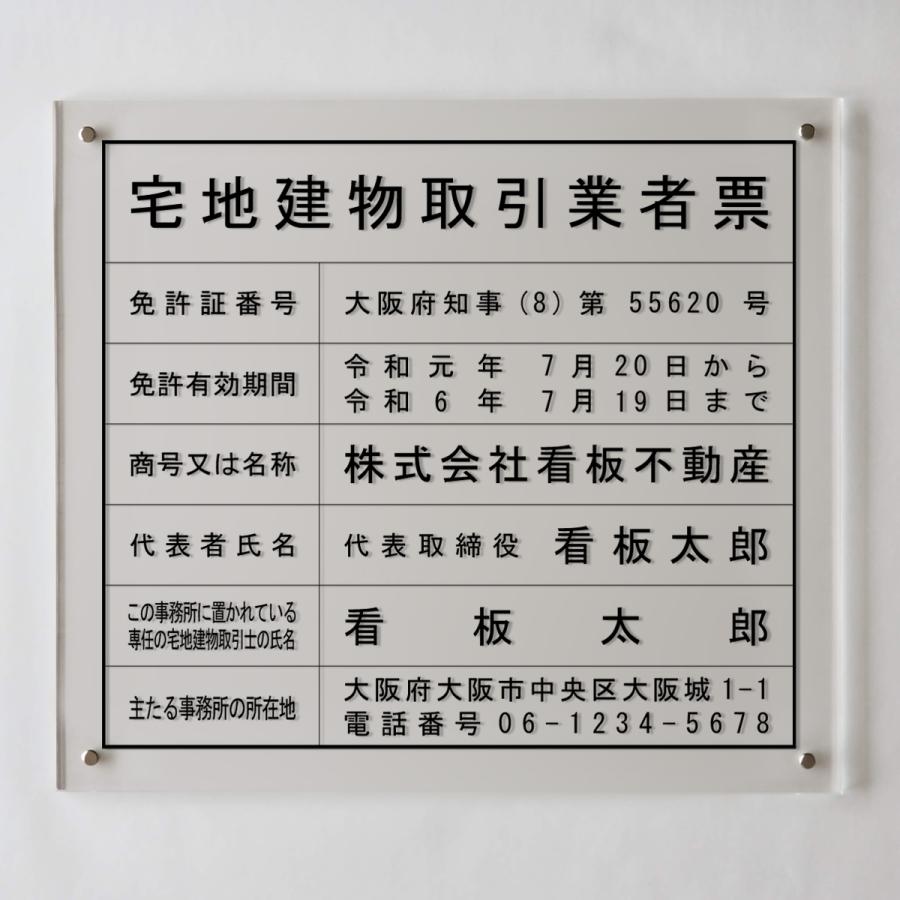 宅地建物取引業者票
免許証番号 大阪府知事(8)第 55620 号
免許有効期間 令和元年 7月20日から
令和6年 7月19日まで
商号又は名称 株式会社看板不動産
代表者氏名 代表取締役 看板太郎
この事務所に置かれている
専任の宅地建物取引士の氏名
看板太郎
主たる事務所の所在地 大阪府大阪市中央区大阪城1-1
電話番号 06-1234-5678